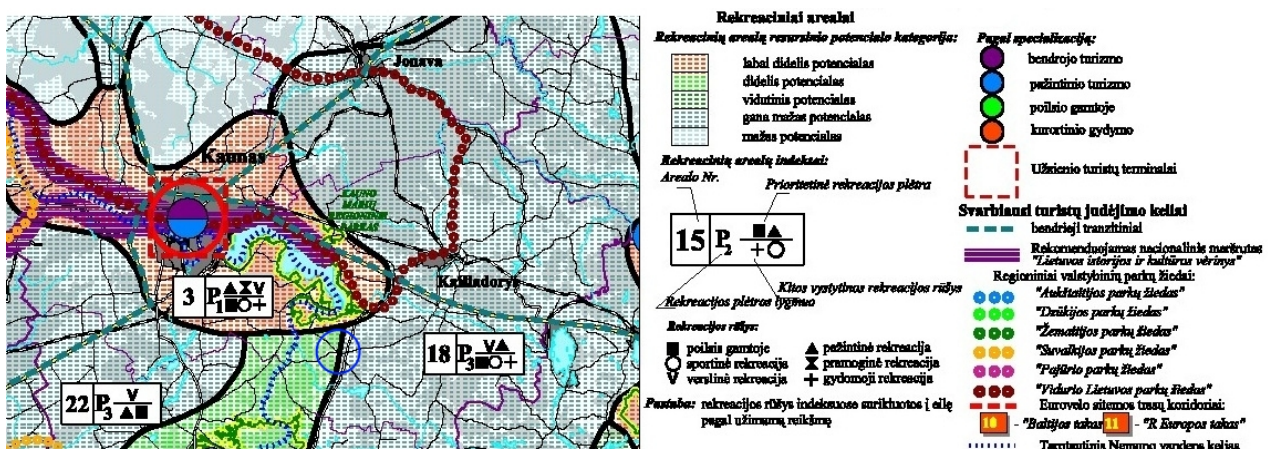 Jonava
Kaunas
KAUNO
MARIŲ
REGIONINIS
PARKAS
Kaišiadorys
3 P1
V
18 P3 V
22 P3 V
Rekreaciniai arealai
Rekreacinių arealų resursinio potencialo kategorija:
labai didelis potencialas
didelis potencialas
vidutinis potencialas
gana mažas potencialas
mažas potencialas
Rekreacinių arealų indeksai:
Arealo Nr.
Prioritetinė rekreacijos plėtra
15 P2
Kitos vystytinos rekreacijos rūšys
Rekreacijos plėtros lygmuo
Rekreacijos rūšys:
poilsis gamtoje
pažintinė rekreacija
sportinė rekreacija
pramoginė rekreacija
V verslinė rekreacija
+ gydomoji rekreacija
Pastaba: rekreacijos rūšys indeksuose surikiuotos į eilę
pagal užimamą reikšmę
Pagal specializaciją:
bendrojo turizmo
pažintinio turizmo
poilsio gamtoje
kurortinio gydymo
Užsienio turistų terminalai
Svarbiausi turistų judėjimo keliai
bendrieji tranzitiniai
Rekomenduojamas nacionalinis maršrutas
"Lietuvos istorijos ir kultūros vėrinys"
Regioniniai valstybinių parkų žiedai:
"Aukštaitijos parkų žiedas"
"Dzūkijos parkų žiedas"
"Žemaitijos parkų žiedas"
"Suvalkijos parkų žiedas"
"Pajūrio parkų žiedas"
"Vidurio Lietuvos parkų žiedas"
Eurovelo sitemos trasų koridoriai:
10 - "Baltijos takas" 11 - "R Europos takas"
Tarptautinis Nemuno vandens kelias